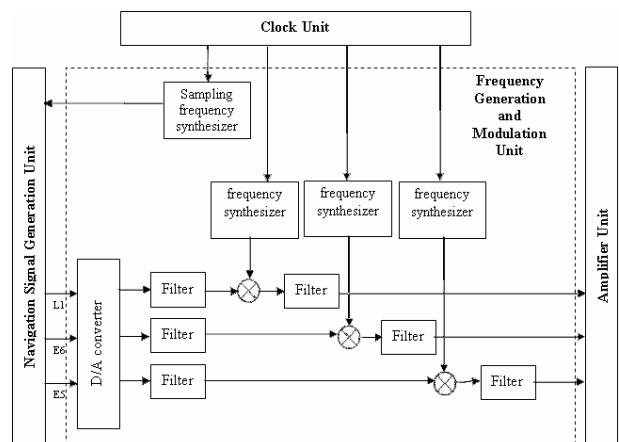 Clock Unit
Sampling
frequency
synthesizer
Frequency
Generation
and
Modulation
Unit
Navigation Signal Generation Unit
frequency
synthesizer
frequency
synthesizer
frequency
synthesizer
Amplifier Unit
D/A converter
L1
Filter
Filter
E6
Filter
Filter
E5
Filter
Filter